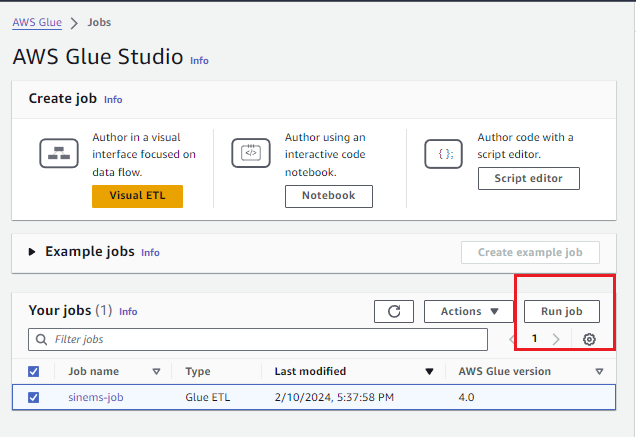 AWS Glue > Jobs
AWS Glue Studio Info
Create job Info
Author in a visual
interface focused on
data flow.
Visual ETL
Author using an
interactive code
notebook.
Notebook
Author code with a
script editor.
Script editor
Example jobs Info
Create example job
Your jobs (1) Info
Actions
Run job
Filter jobs
1
Job name Type Last modified AWS Glue version
sinems-job Glue ETL 2/10/2024, 5:37:58 PM 4.0